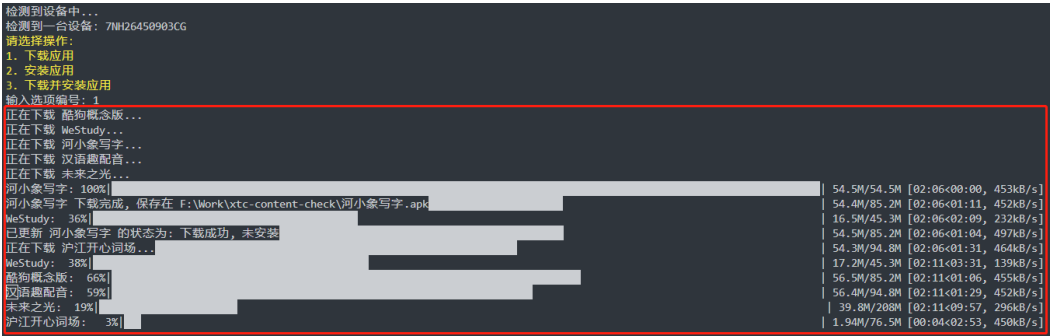 检测到设备中...
检测到一台设备: 7NH26450903CG
请选择操作:
1. 下载应用
2. 安装应用
3. 下载并安装应用
输入选项编号: 1
正在下载 酷狗概念版...
正在下载 WeStudy...
正在下载 河小象写字...
正在下载 汉语趣配音...
正在下载 未来之光...
河小象写字: 100%| | 54.5M/54.5M [02:06<00:00, 453kB/s]
河小象写字 下载完成, 保存在 F:\Work\xtc-content-check\河小象写字.apk | 54.4M/85.2M [02:06<01:11, 452kB/s]
WeStudy: 36%| | 16.5M/45.3M [02:06<02:09, 232kB/s]
已更新 河小象写字 的状态为: 下载成功, 未安装 | 54.5M/85.2M [02:06<01:04, 497kB/s]
正在下载 沪江开心词场... | 54.3M/94.8M [02:06<01:31, 464kB/s]
WeStudy: 38%| | 17.2M/45.3M [02:11<03:31, 139kB/s]
酷狗概念版: 66%| | 56.5M/85.2M [02:11<01:06, 455kB/s]
汉语趣配音: 59%| | 56.4M/94.8M [02:11<01:29, 452kB/s]
未来之光: 19%| | 39.8M/208M [02:11<09:57, 296kB/s]
沪江开心词场: 3%| | 1.94M/76.5M [00:04<02:53, 450kB/s]